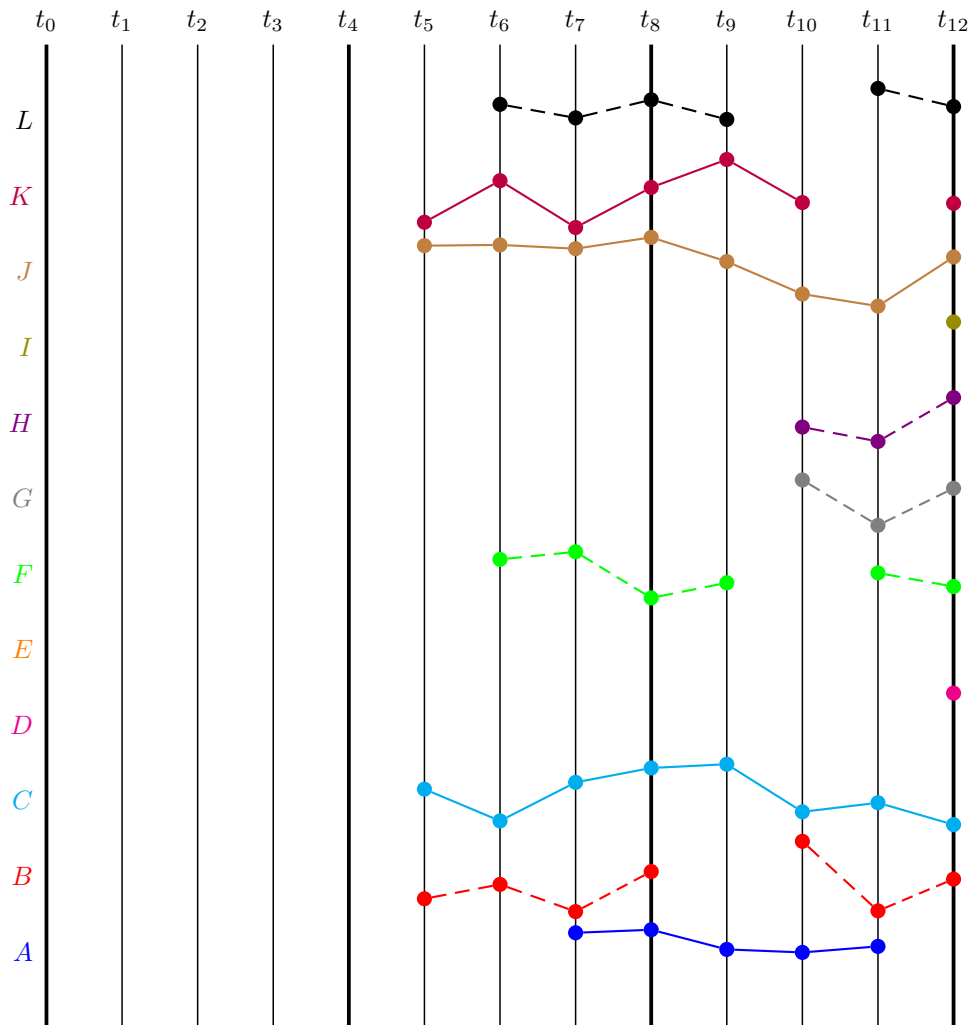 t₀ t₁ t₂ t₃ t₄ t₅ t₆ t₇ t₈ t₉ t₁₀ t₁₁ t₁₂
L
K
J
I
H
G
F
E
D
C
B
A